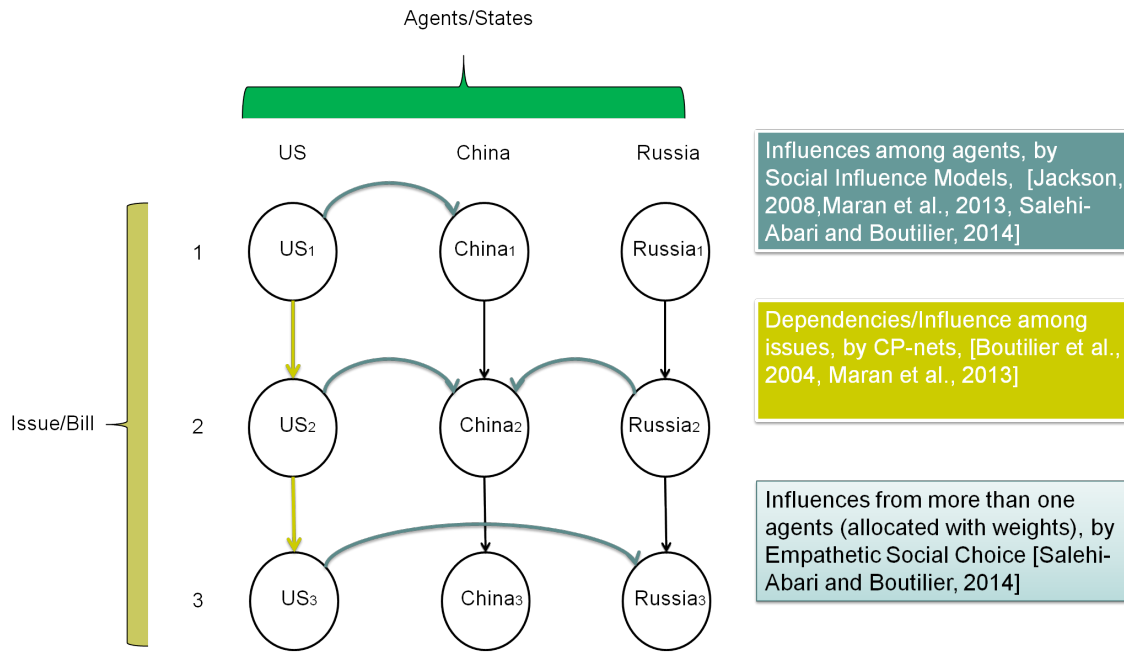 Agents/States
US
China
Russia
1
US1
China1
Russia1
Issue/Bill
2
US2
China2
Russia2
3
US3
China3
Russia3
Influences among agents, by
Social Influence Models, [Jackson,
2008,Maran et al., 2013, Salehi-
Abari and Boutilier, 2014]
Dependencies/Influence among
issues, by CP-nets, [Boutilier et al.,
2004, Maran et al., 2013]
Influences from more than one
agents (allocated with weights), by
Empathetic Social Choice [Salehi-
Abari and Boutilier, 2014]